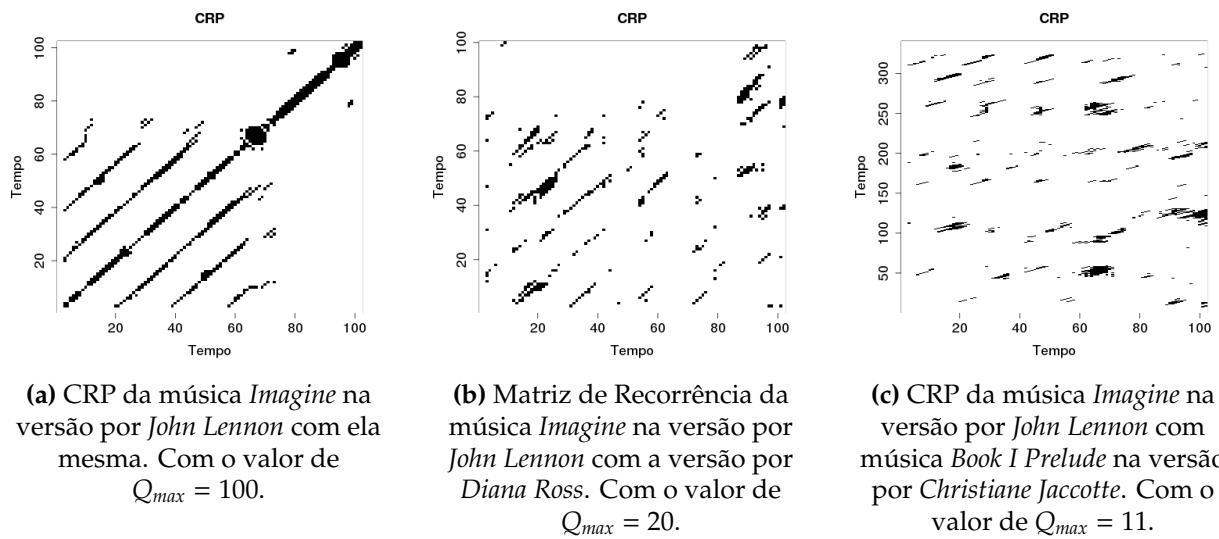 CRP
100
80
60
40
20
Tempo
20 40 60 80 100
Tempo
(a) CRP da música Imagine na
versão por John Lennon com ela
mesma. Com o valor de
Qmax = 100.
CRP
100
80
60
40
20
Tempo
20 40 60 80 100
Tempo
(b) Matriz de Recorrência da
música Imagine na versão por
John Lennon com a versão por
Diana Ross. Com o valor de
Qmax = 20.
CRP
300
250
200
150
100
50
Tempo
20 40 60 80 100
Tempo
(c) CRP da música Imagine na
versão por John Lennon com
música Book I Prelude na versã
por Christiane Jaccotte. Com o
valor de Qmax = 11.